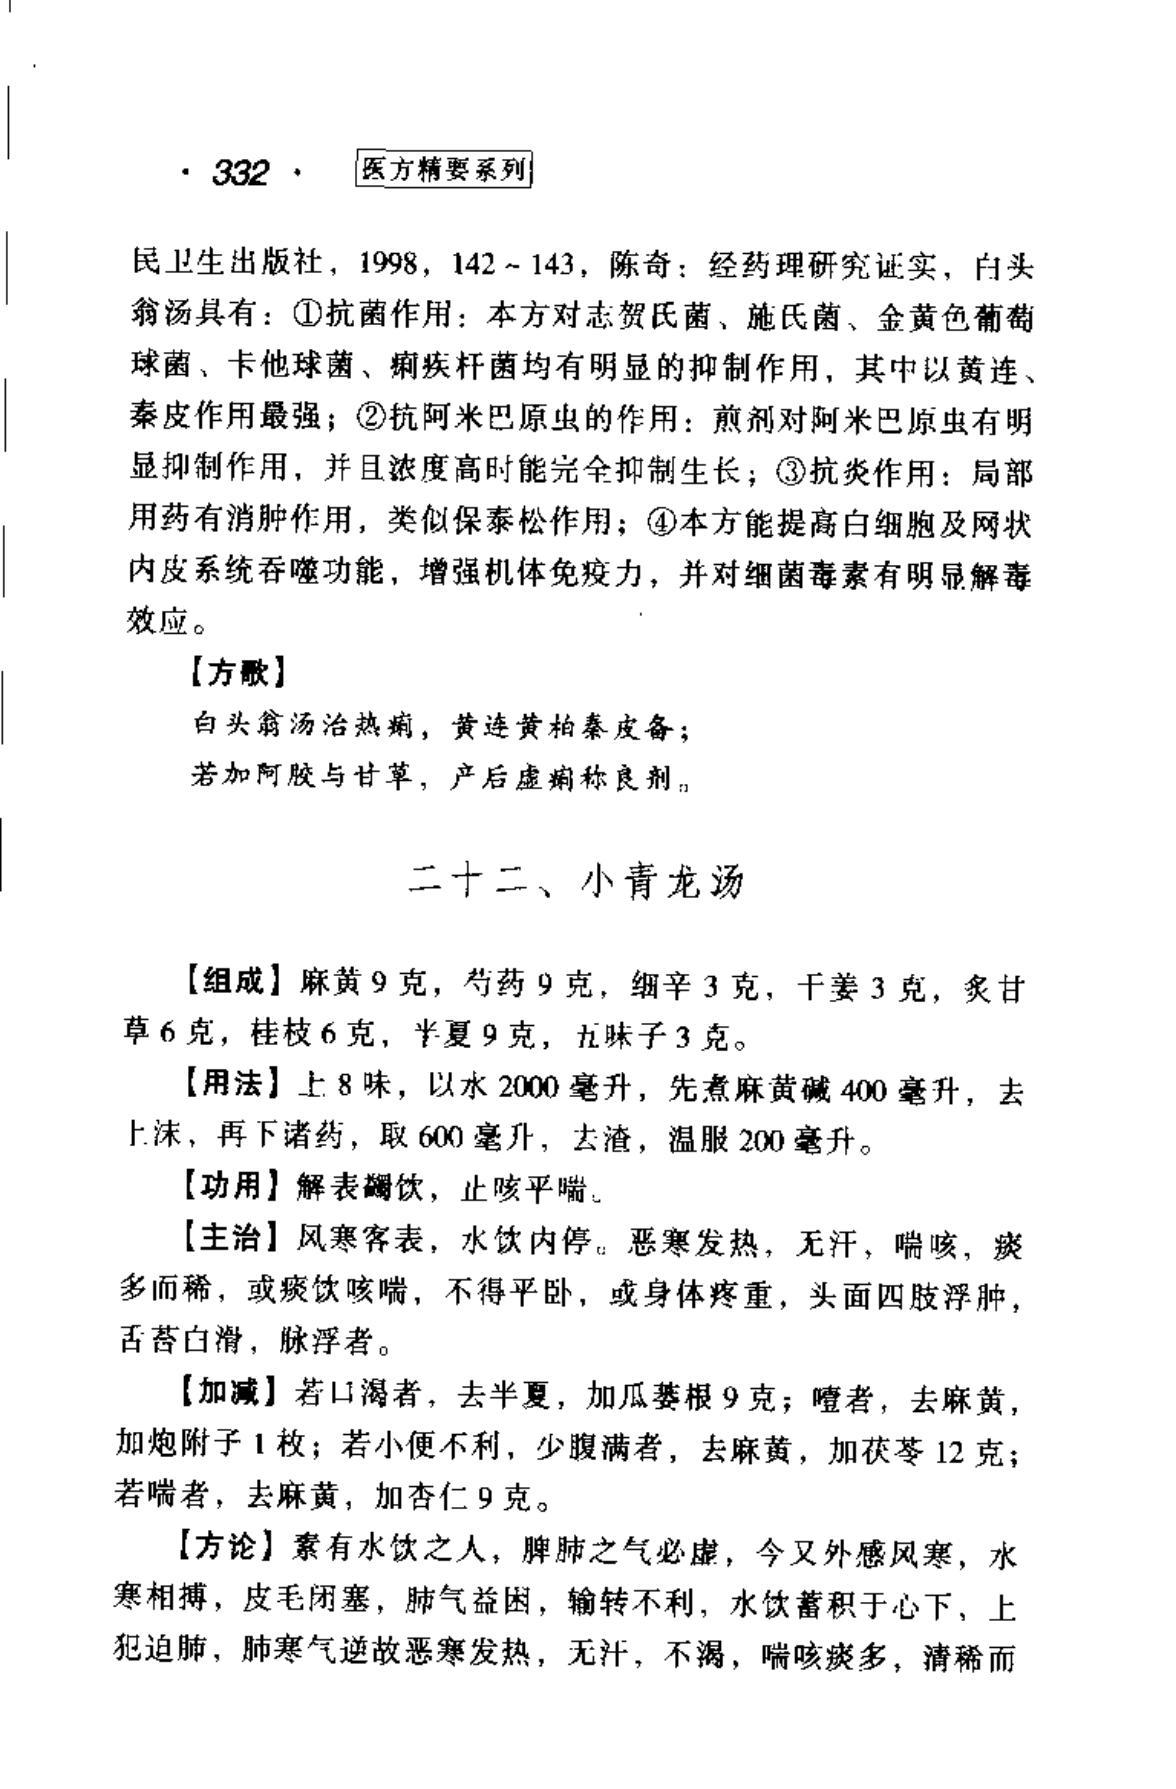 · 332 · 医方精要系列
民卫生出版社，1998，142～143，陈奇：经药理研究证实，白头
翁汤具有：①抗菌作用：本方对志贺氏菌、施氏菌、金黄色葡萄
球菌、卡他球菌、痢疾杆菌均有明显的抑制作用，其中以黄连、
秦皮作用最强；②抗阿米巴原虫的作用：煎剂对阿米巴原虫有明
显抑制作用，并且浓度高时能完全抑制生长；③抗炎作用：局部
用药有消肿作用，类似保泰松作用；④本方能提高白细胞及网状
内皮系统吞噬功能，增强机体免疫力，并对细菌毒素有明显解毒
效应。
【方歌】
白头翁汤治热痢，黄连黄柏秦皮备；
若加阿胶与甘草，产后虚痢称良剂。
二十二、小青龙汤
【组成】麻黄9克，芍药9克，细辛3克，干姜3克，炙甘
草6克，桂枝6克，半夏9克，五味子3克。
【用法】上8味，以水2000毫升，先煮麻黄碱400毫升，去
上沫，再下诸药，取600毫升，去渣，温服200毫升。
【功用】解表蠲饮，止咳平喘。
【主治】风寒客表，水饮内停。恶寒发热，无汗，喘咳，痰
多而稀，或痰饮咳喘，不得平卧，或身体疼重，头面四肢浮肿，
舌苔白滑，脉浮者。
【加减】若口渴者，去半夏，加瓜蒌根9克；噎者，去麻黄，
加炮附子1枚；若小便不利，少腹满者，去麻黄，加茯苓12克；
若喘者，去麻黄，加杏仁9克。
【方论】素有水饮之人，脾肺之气必虚，今又外感风寒，水
寒相搏，皮毛闭塞，肺气益困，输转不利，水饮蓄积于心下，上
犯迫肺，肺寒气逆故恶寒发热，无汗，不渴，喘咳痰多，清稀而